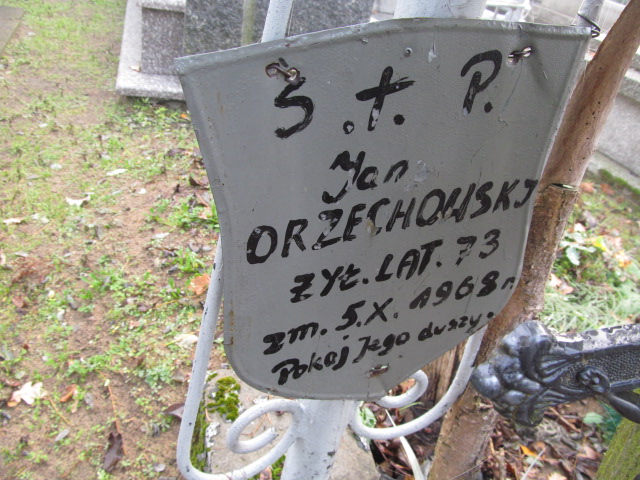 Ś.†.P.
Jan
ORZECHOWSKI
ŻYŁ. LAT. 73
zm. 5.X. 1968 r.
Pokój Jego duszy.